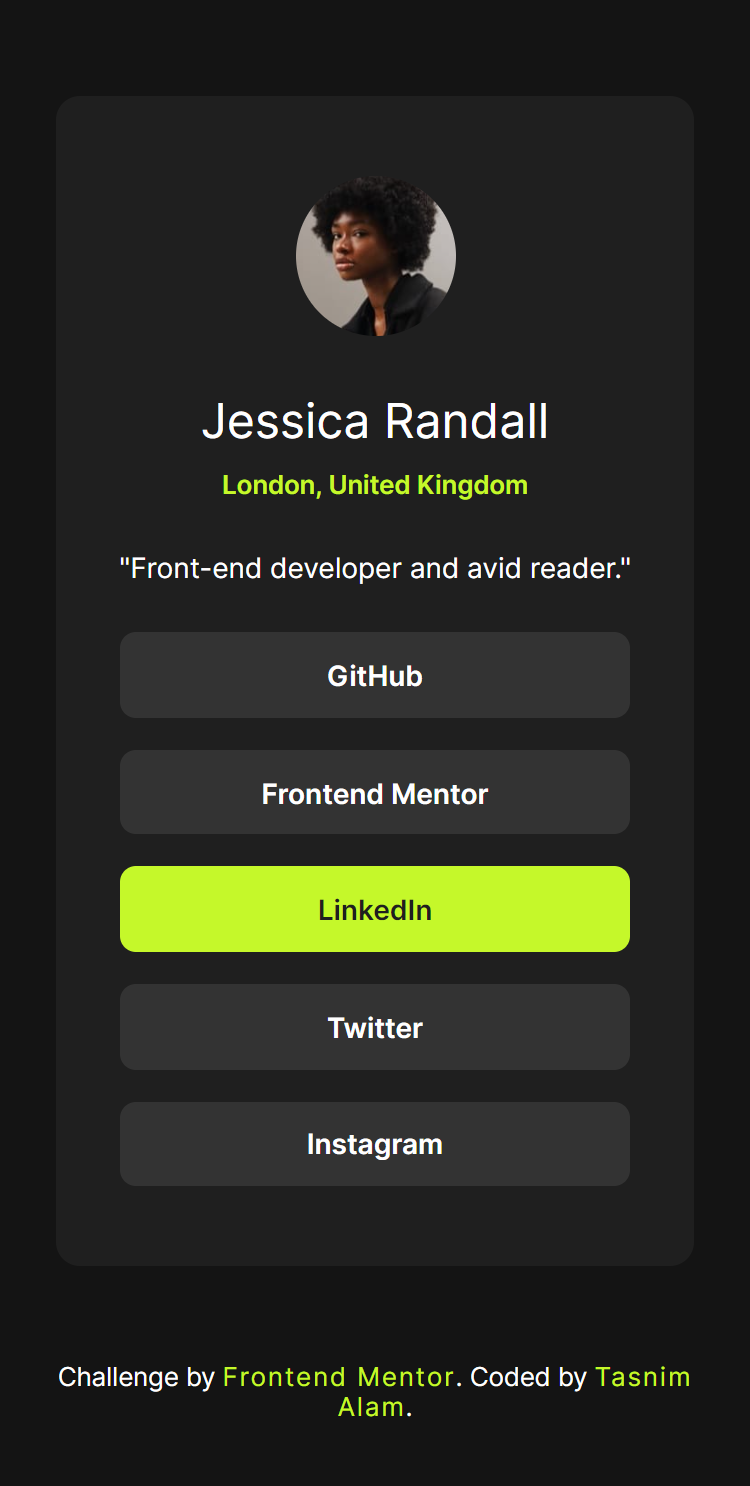 Jessica Randall
London, United Kingdom
"Front-end developer and avid reader."
GitHub
Frontend Mentor
LinkedIn
Twitter
Instagram
Challenge by Frontend Mentor. Coded by Tasnim
Alam.